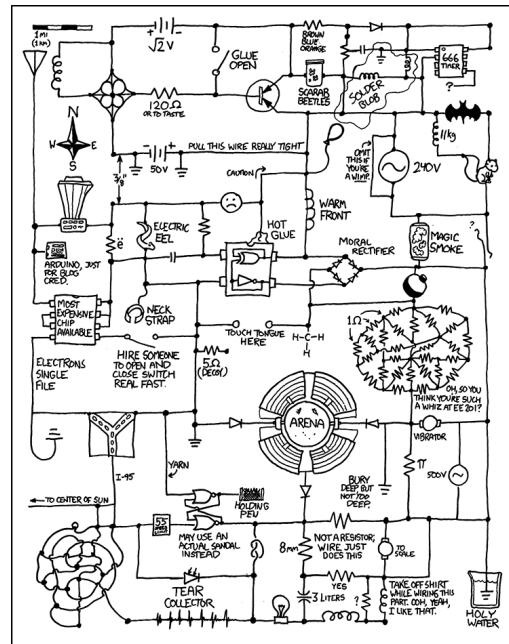 1 MI
(1 KM)
√2 V
GLUE
OPEN
BROWN
BLUE
ORANGE
666
TIMER
?
120Ω
OR TO TASTE
SCARAB
BEETLES
SOLDER
BLOB
N
W
E
S
PULL THIS WIRE REALLY TIGHT
OMIT
THIS IF
YOU'RE
A WIMP.
240V
11kg
50V
3/8"
CAUTION
ELECTRIC
EEL
HOT
GLUE
WARM
FRONT
MORAL
RECTIFIER
MAGIC
SMOKE
?
ë
ARDUINO, JUST
FOR BLOG
CRED.
MOST
EXPENSIVE
CHIP
AVAILABLE
NECK
STRAP
TOUCH TONGUE
HERE
H-C-H
H
1Ω
ELECTRONS
SINGLE
FILE
HIRE SOMEONE
TO OPEN AND
CLOSE SWITCH
REAL FAST.
5Ω
(DECOY)
OH, SO YOU
THINK YOU'RE SUCH
A WHIZ AT EE 201?
ARENA
VIBRATOR
I-95
YARN
BURY
DEEP, BUT
NOT TOO
DEEP.
π
500V
TO CENTER OF SUN
HOLDING
PEN
55
MAY USE AN
ACTUAL SANDAL
INSTEAD
8mm
NOT A RESISTOR;
WIRE JUST
DOES THIS
TO
SCALE
TEAR
COLLECTOR
YES
3 LITERS
?
TAKE OFF SHIRT
WHILE WIRING THIS
PART. OOH, YEAH,
I LIKE THAT.
HOLY
WATER